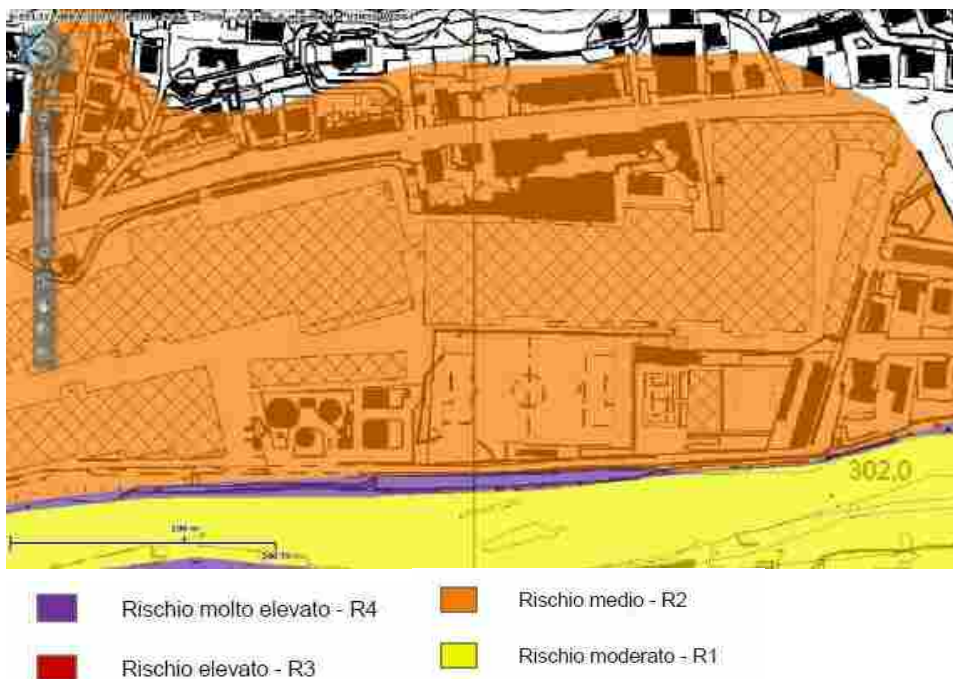 302,0
Rischio molto elevato - R4
Rischio medio - R2
Rischio elevato - R3
Rischio moderato - R1